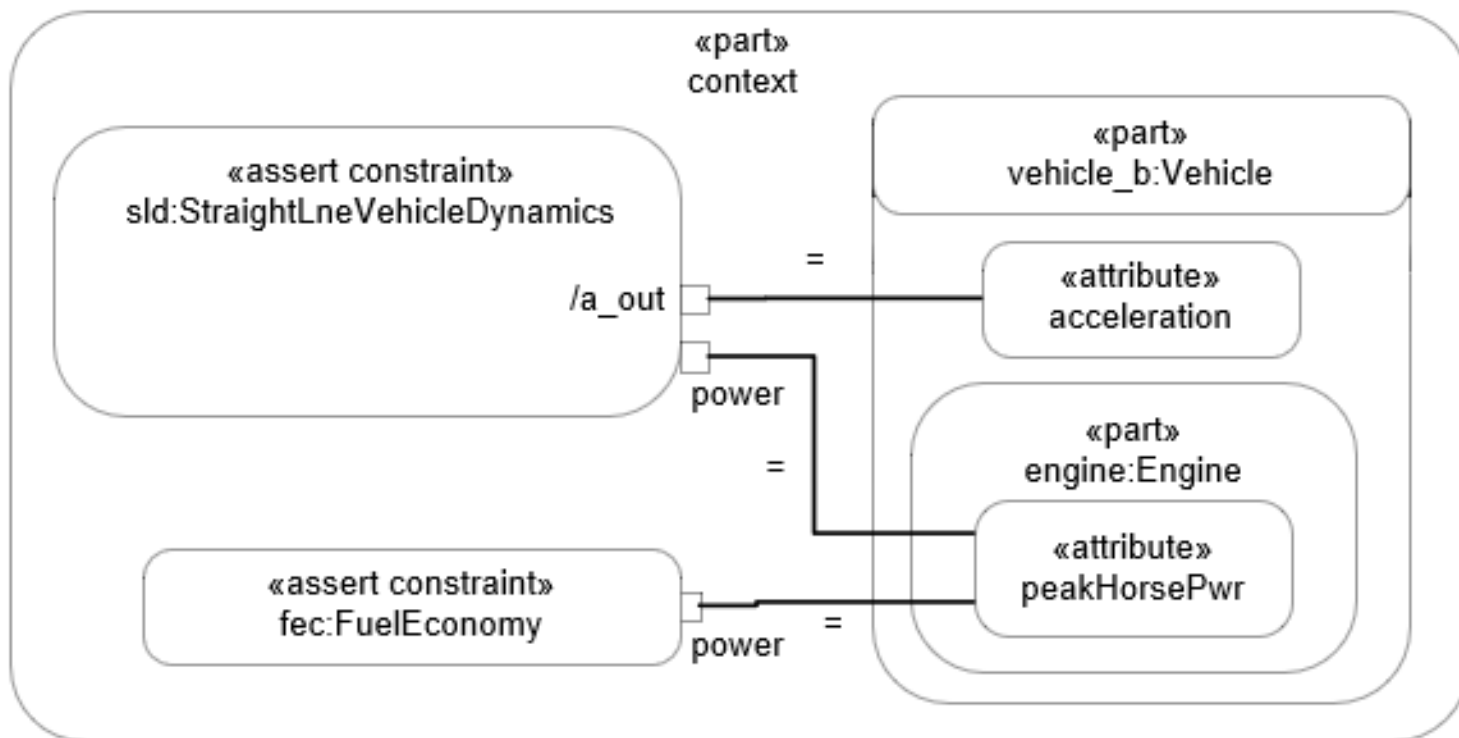 «part»
context
«assert constraint»
sld:StraightLneVehicleDynamics
/a_out
power
=
=
«part»
vehicle_b:Vehicle
«attribute»
acceleration
«part»
engine:Engine
«attribute»
peakHorsePwr
«assert constraint»
fec:FuelEconomy
power
=